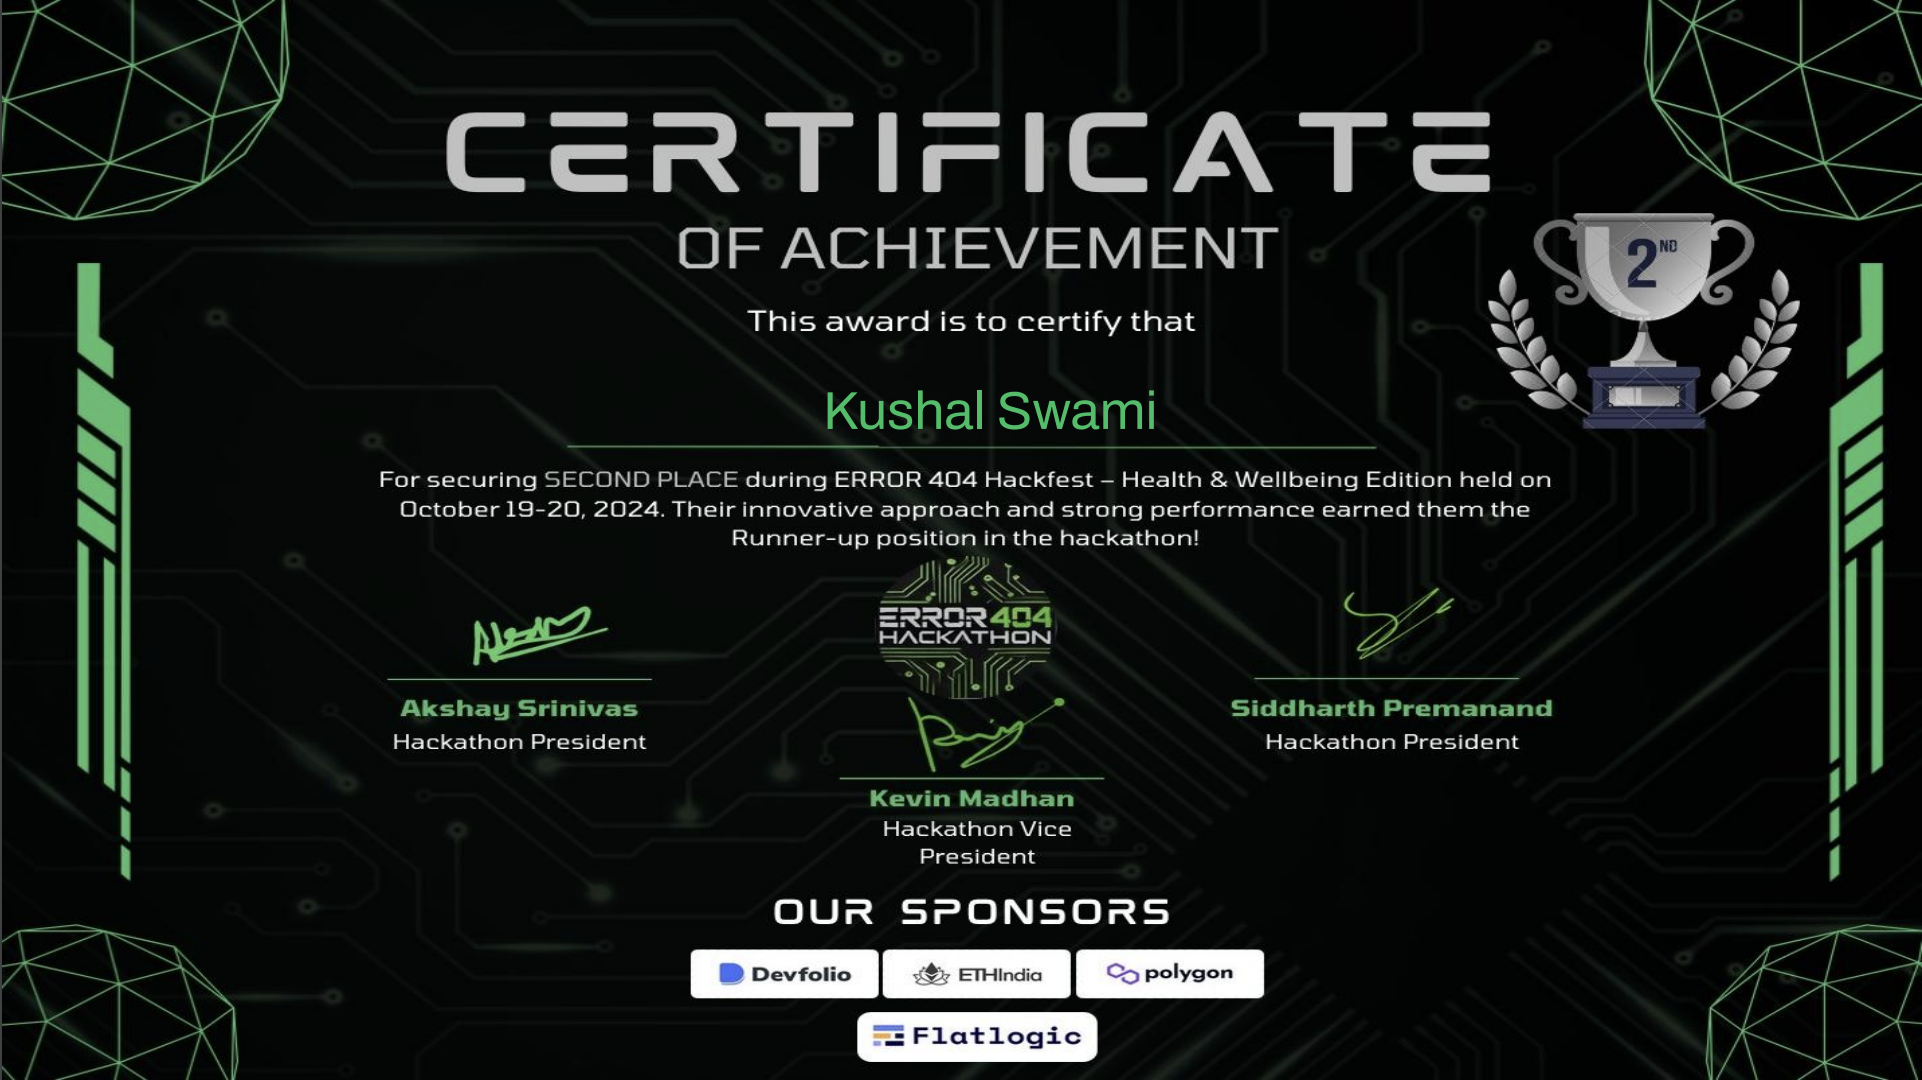 CERTIFICATE
OF ACHIEVEMENT
2ND
This award is to certify that
Kushal Swami
For securing SECOND PLACE during ERROR 404 Hackfest – Health & Wellbeing Edition held on
October 19-20, 2024. Their innovative approach and strong performance earned them the
Runner-up position in the hackathon!
ERROR404
HACKATHON
Akshay Srinivas
Hackathon President
Siddharth Premanand
Hackathon President
Kevin Madhan
Hackathon Vice
President
OUR SPONSORS
Devfolio
ETHIndia
polygon
Flatlogic